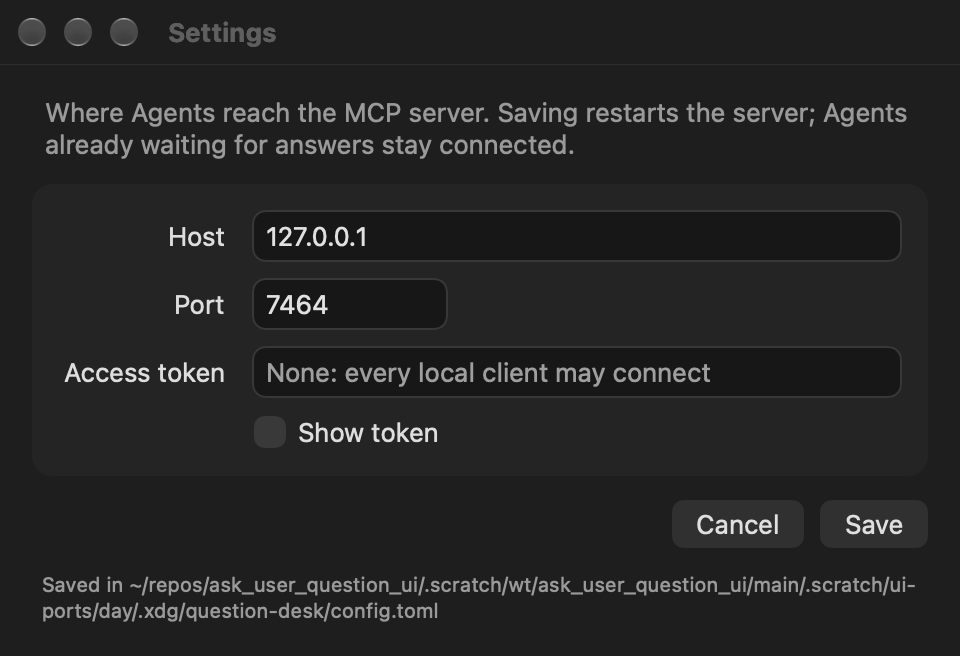 Settings
Where Agents reach the MCP server. Saving restarts the server; Agents
already waiting for answers stay connected.
Host
127.0.0.1
Port
7464
Access token
None: every local client may connect
Show token
Cancel
Save
Saved in ~/repos/ask_user_question_ui/.scratch/wt/ask_user_question_ui/main/.scratch/ui-
ports/day/.xdg/question-desk/config.toml